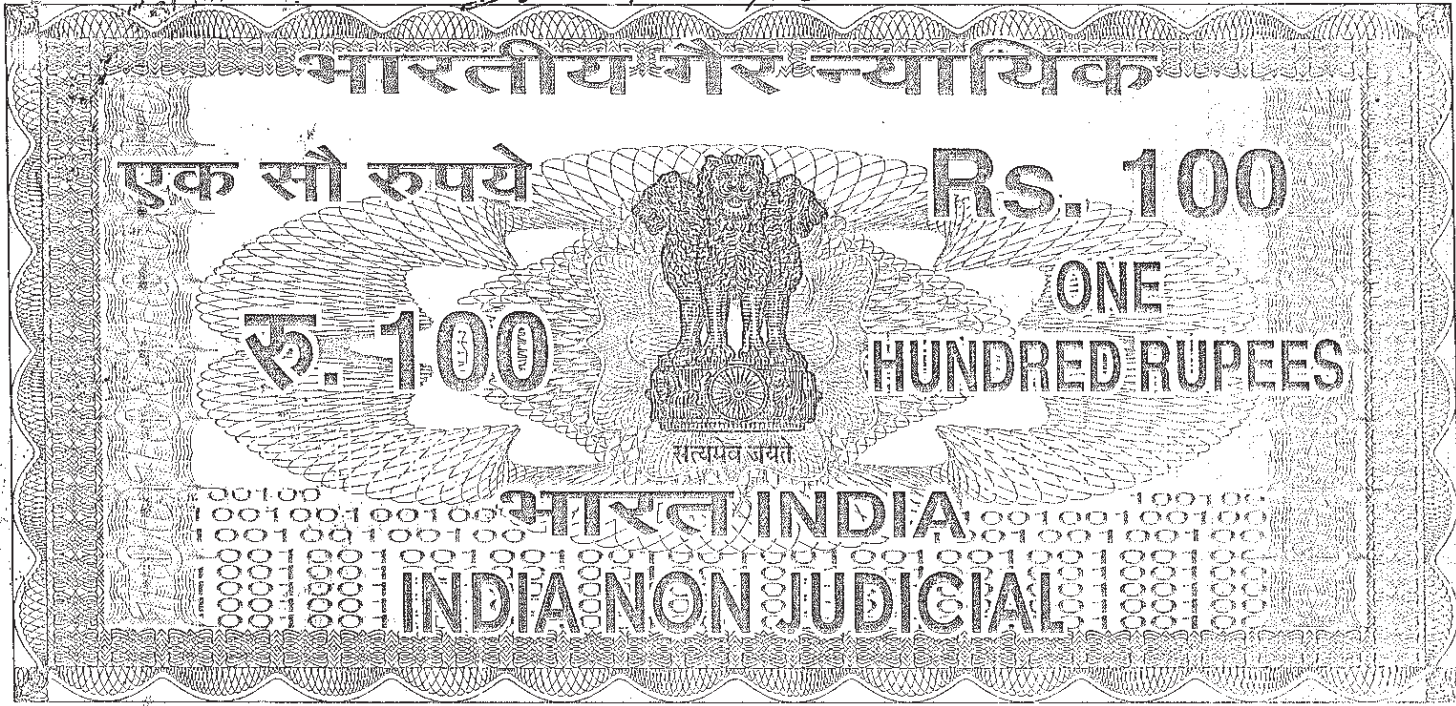 भारतीय गैर न्यायिक
एक सौ रुपये
Rs. 100
रु. 100
ONE
HUNDRED RUPEES
सत्यमेव जयते
भारत INDIA
INDIA NON JUDICIAL